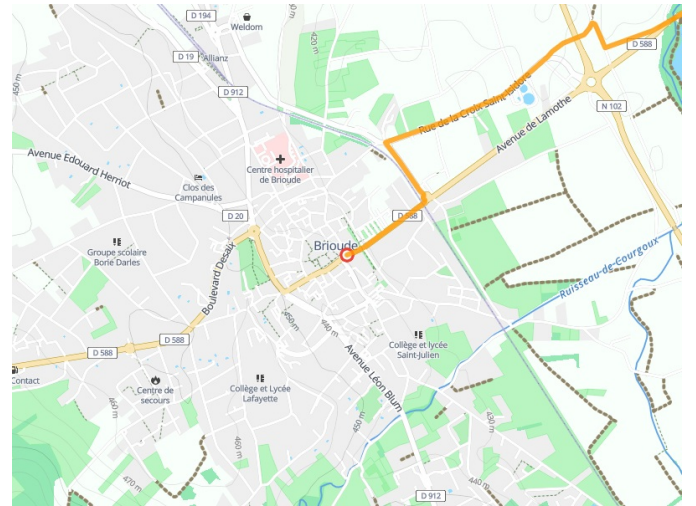 D 194
Weldom
420 m
450 m
D 19
Allianz
D 912
D 588
Rue de la Croix Saint-Isidore
N 102
Avenue de Lamothe
Avenue Edouard Herriot
Centre hospitalier
de Brioude
Clos des
Campanules
D 20
D 588
Brioude
Groupe scolaire
Borie Darles
Boulevard Desaix
Ruisseau-de-Courgoux
450 m
440 m
D 588
D 588
Collège et lycée
Saint-Julien
Avenue Léon Blum
Contact
Centre de
secours
Collège et Lycée
Lafayette
460 m
450 m
430 m
460 m
470 m
D 912
440 m